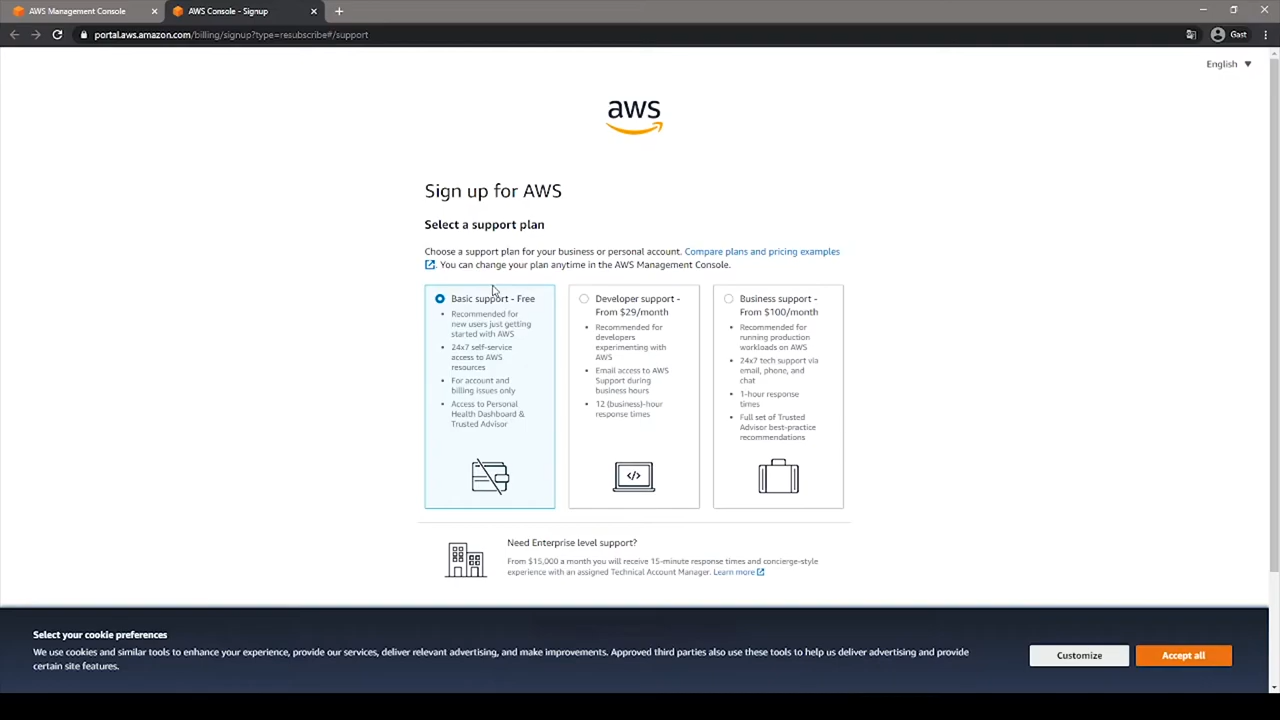 AWS Management Console
AWS Console - Signup
portal.aws.amazon.com/billing/signup?type=resubscribe#/support
Gast
English
aws
Sign up for AWS
Select a support plan
Choose a support plan for your business or personal account. Compare plans and pricing examples
. You can change your plan anytime in the AWS Management Console.
Basic support - Free
• Recommended for
new users just getting
started with AWS
• 24x7 self-service
access to AWS
resources
• For account and
billing issues only
• Access to Personal
Health Dashboard &
Trusted Advisor
Developer support -
From $29/month
• Recommended for
developers
experimenting with
AWS
• Email access to AWS
Support during
business hours
• 12 (business)-hour
response times
</>
Business support -
From $100/month
• Recommended for
running production
workloads on AWS
• 24x7 tech support via
email, phone, and
chat
• 1-hour response
times
• Full set of Trusted
Advisor best-practice
recommendations
Need Enterprise level support?
From $15,000 a month you will receive 15-minute response times and concierge-style
experience with an assigned Technical Account Manager. Learn more
Select your cookie preferences
We use cookies and similar tools to enhance your experience, provide our services, deliver relevant advertising, and make improvements. Approved third parties also use these tools to help us deliver advertising and provide
certain site features.
Customize
Accept all